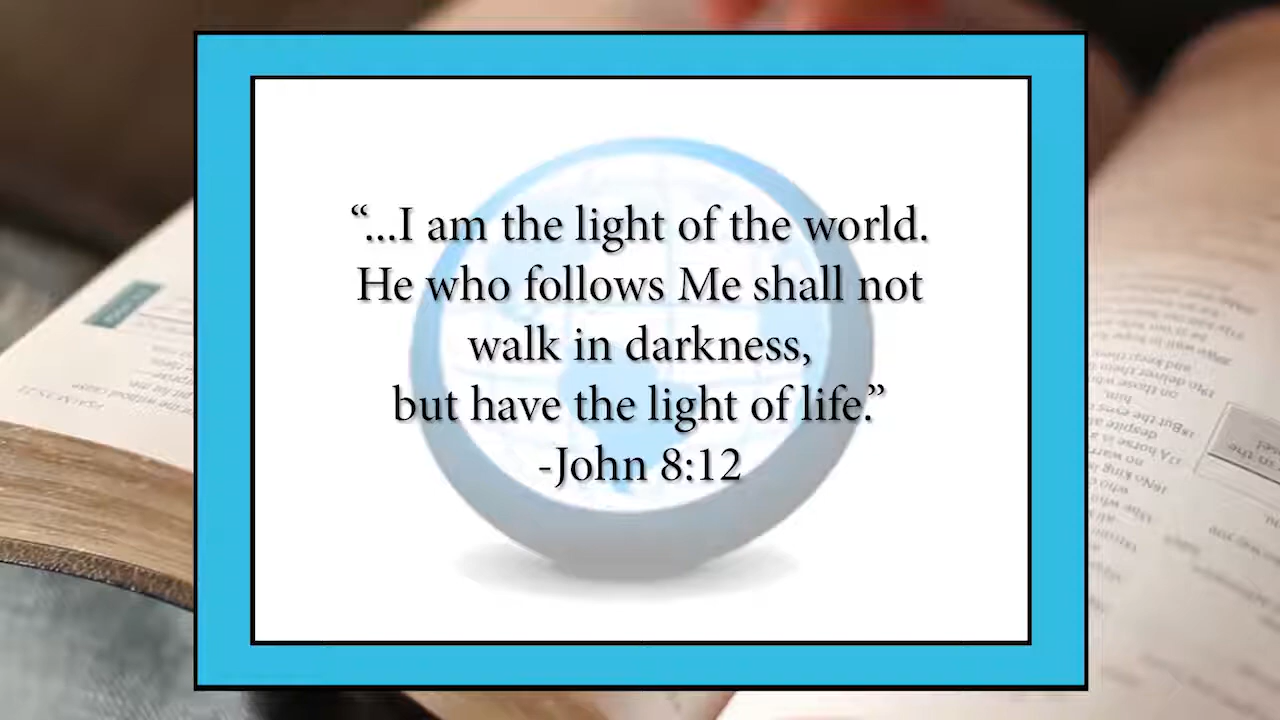 “...I am the light of the world.
He who follows Me shall not
walk in darkness,
but have the light of life.”
-John 8:12